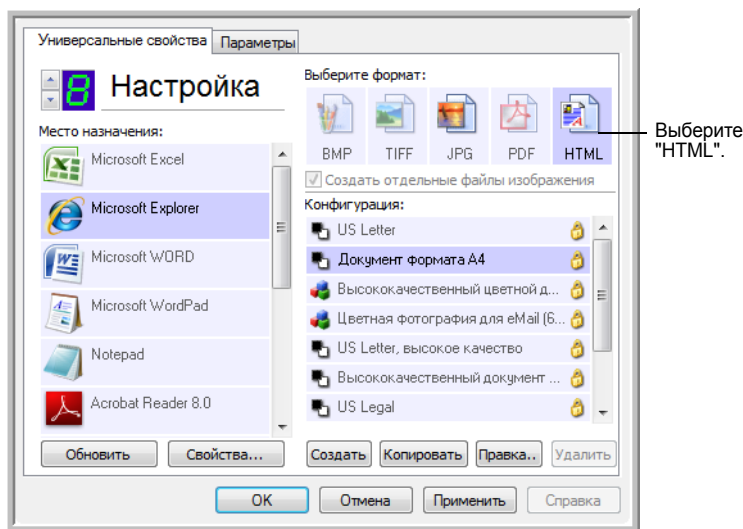 Универсальные свойства
Параметры
8
Настройка
Место назначения:
Microsoft Excel
Microsoft Explorer
Microsoft WORD
Microsoft WordPad
Notepad
Acrobat Reader 8.0
Обновить
Свойства...
Выберите формат:
BMP
TIFF
JPG
PDF
HTML
Создать отдельные файлы изображения
Конфигурация:
US Letter
Документ формата A4
Высококачественный цветной д...
Цветная фотография для eMail (6...
US Letter, высокое качество
Высококачественный документ ...
US Legal
Создать
Копировать
Правка..
Удалить
OK
Отмена
Применить
Справка
Выберите
"HTML".